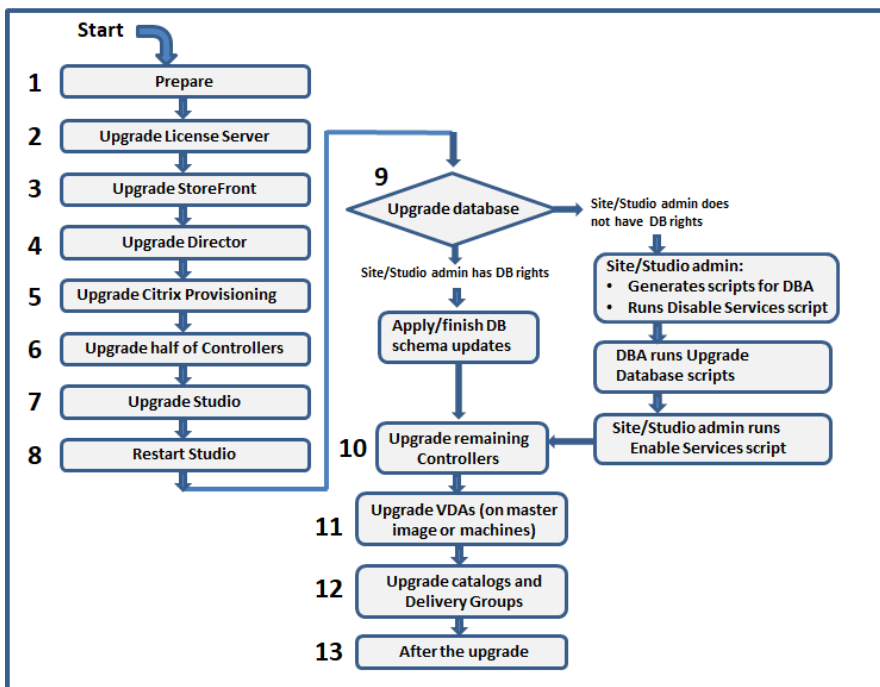 Start
1
Prepare
2
Upgrade License Server
3
Upgrade StoreFront
4
Upgrade Director
5
Upgrade Citrix Provisioning
6
Upgrade half of Controllers
7
Upgrade Studio
8
Restart Studio
9
Upgrade database
Site/Studio admin does
not have DB rights
Site/Studio admin has DB rights
Site/Studio admin:
• Generates scripts for DBA
• Runs Disable Services script
Apply/finish DB
schema updates
DBA runs Upgrade
Database scripts
Site/Studio admin runs
Enable Services script
10
Upgrade remaining
Controllers
11
Upgrade VDAs (on master
image or machines)
12
Upgrade catalogs and
Delivery Groups
13
After the upgrade